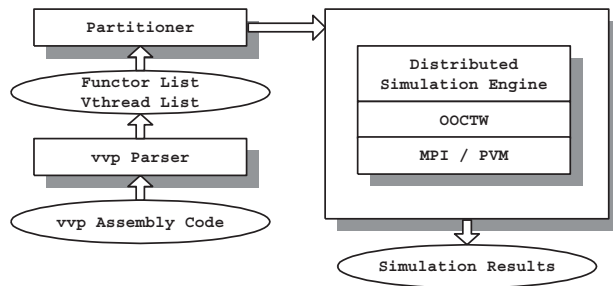 Partitioner
Functor List
Vthread List
vvp Parser
vvp Assembly Code
Distributed
Simulation Engine
OOCTW
MPI / PVM
Simulation Results